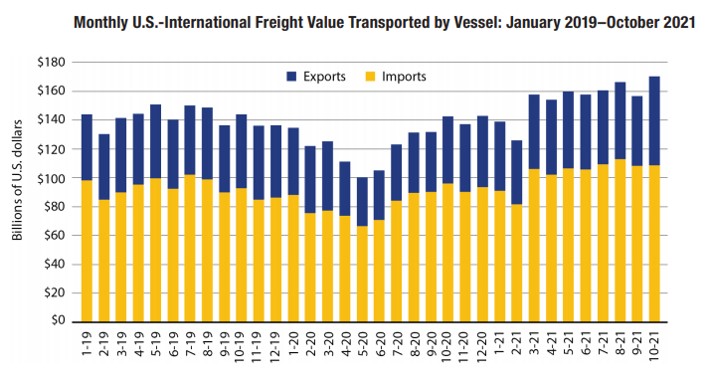 Monthly U.S.-International Freight Value Transported by Vessel: January 2019–October 2021
Exports Imports
Billions of U.S. dollars
$180
$160
$140
$120
$100
$80
$60
$40
$20
$0
1-19 2-19 3-19 4-19 5-19 6-19 7-19 8-19 9-19 10-19 11-19 12-19 1-20 2-20 3-20 4-20 5-20 6-20 7-20 8-20 9-20 10-20 11-20 12-20 1-21 2-21 3-21 4-21 5-21 6-21 7-21 8-21 9-21 10-21